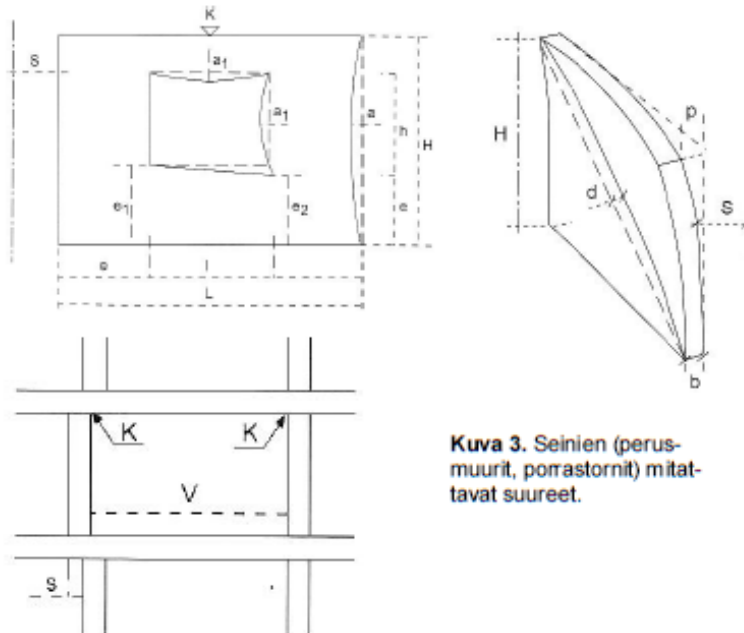 K
S
a1
a1
a
h
H
e1
e2
e
e
l
L
H
p
d
S
b
K
K
V
S
Kuva 3. Seinien (perus-
muurit, porrastornit) mitat-
tavat suureet.